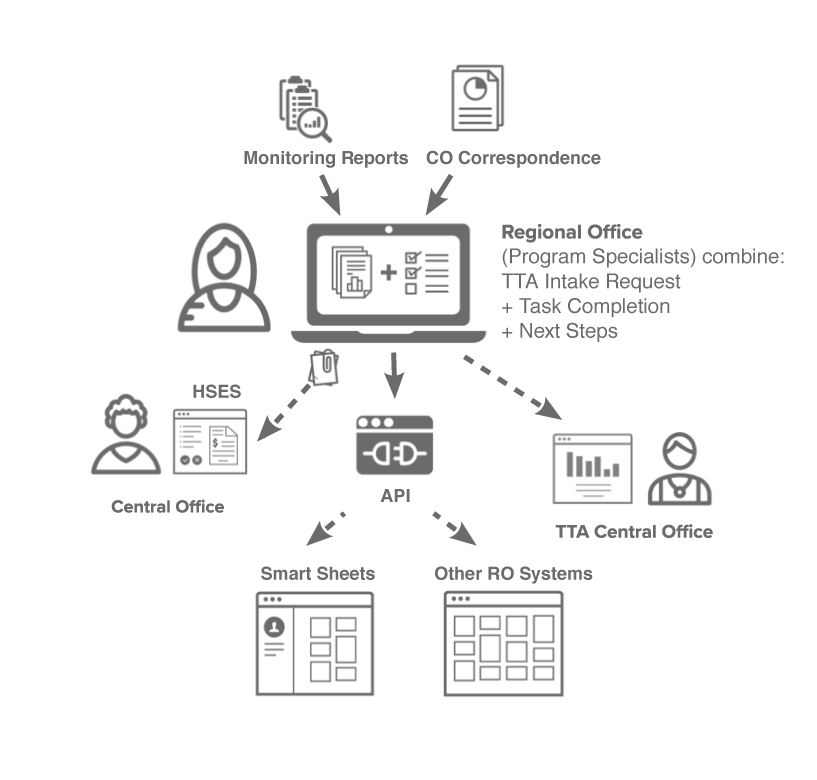 Monitoring Reports
CO Correspondence
Regional Office
(Program Specialists) combine:
TTA Intake Request
+ Task Completion
+ Next Steps
HSES
$
Central Office
API
TTA Central Office
Smart Sheets
Other RO Systems